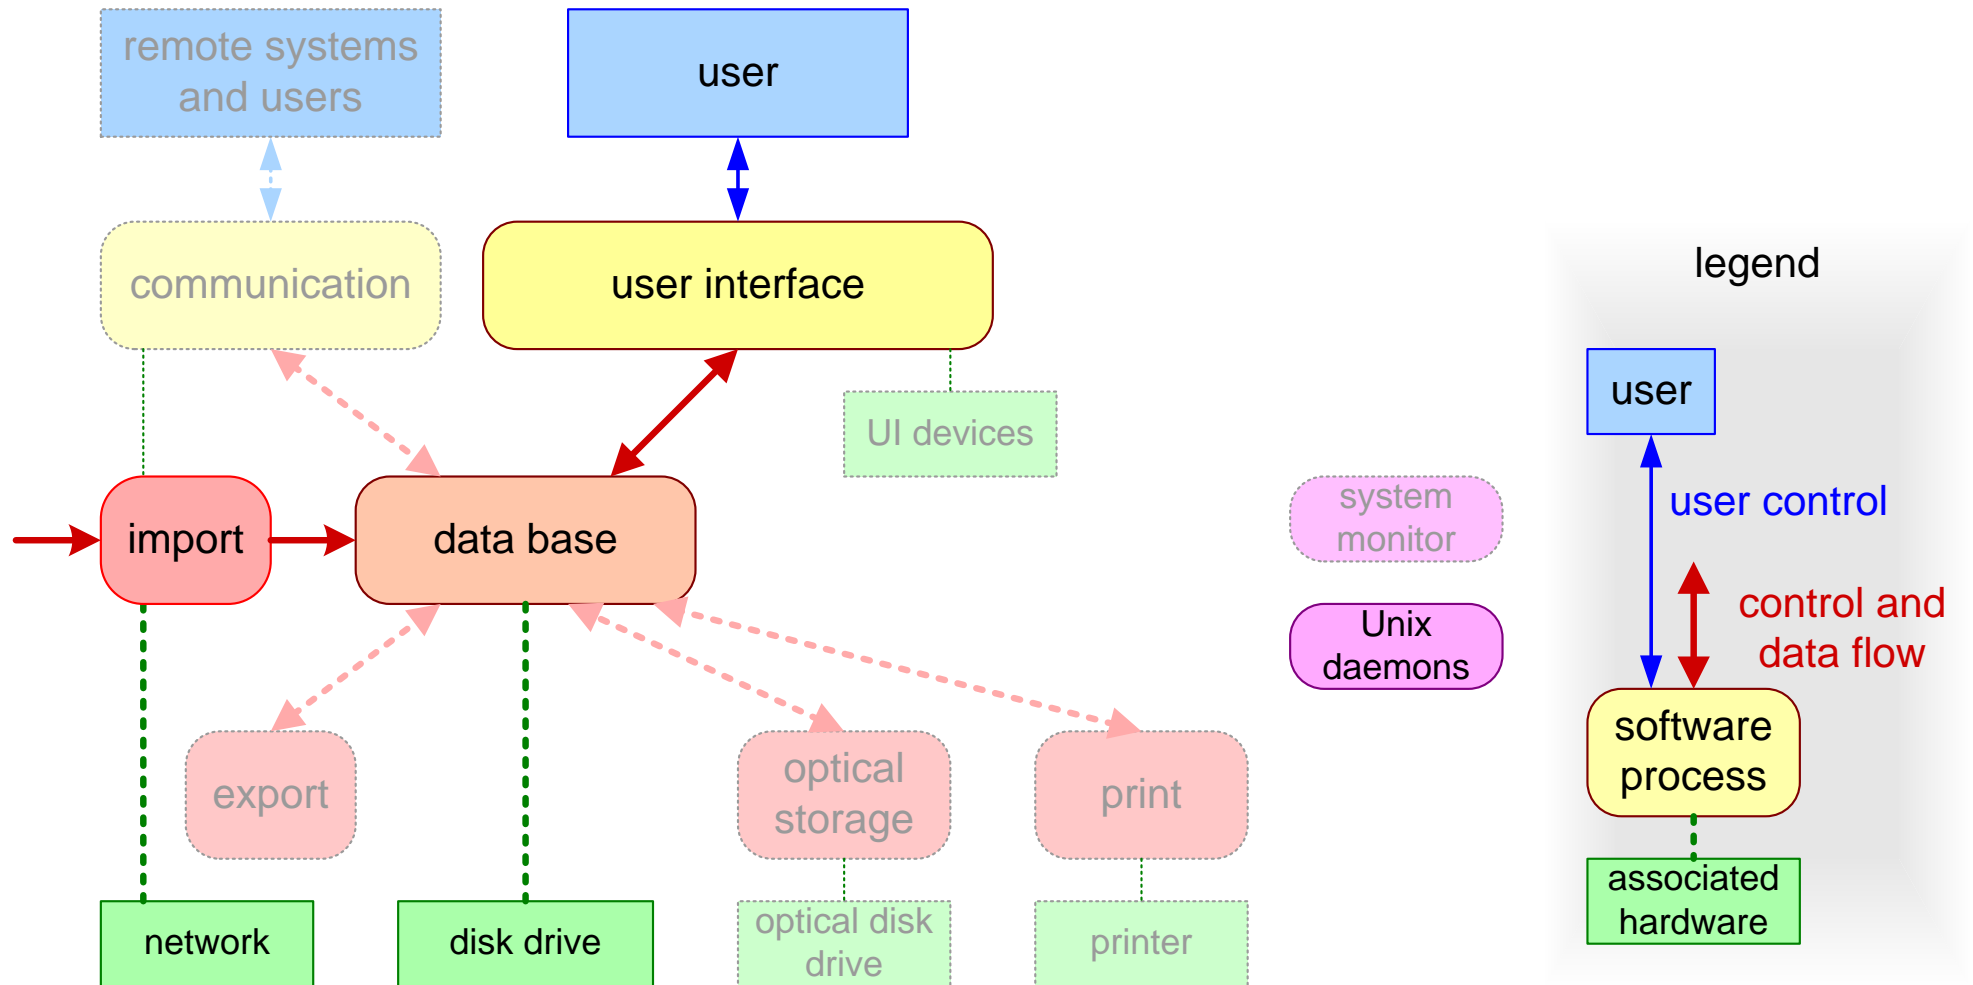 remote systems
and users
user
communication
user interface
UI devices
import
data base
system
monitor
Unix
daemons
export
optical
storage
print
network
disk drive
optical disk
drive
printer
legend
user
user control
control and
data flow
software
process
associated
hardware